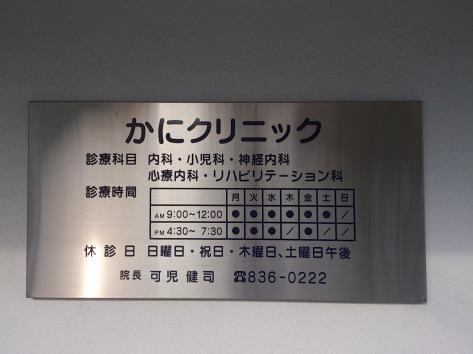 かにクリニック
診療科目 内科・小児科・神経内科
心療内科・リハビリテーション科
診療時間 月 火 水 木 金 土 日
AM 9:00~12:00 ● ● ● ● ● ● /
PM 4:30~ 7:30 ● ● ● / ● / /
休診日 日曜日・祝日・木曜日、土曜日午後
院長 可児 健司 ☎836-0222